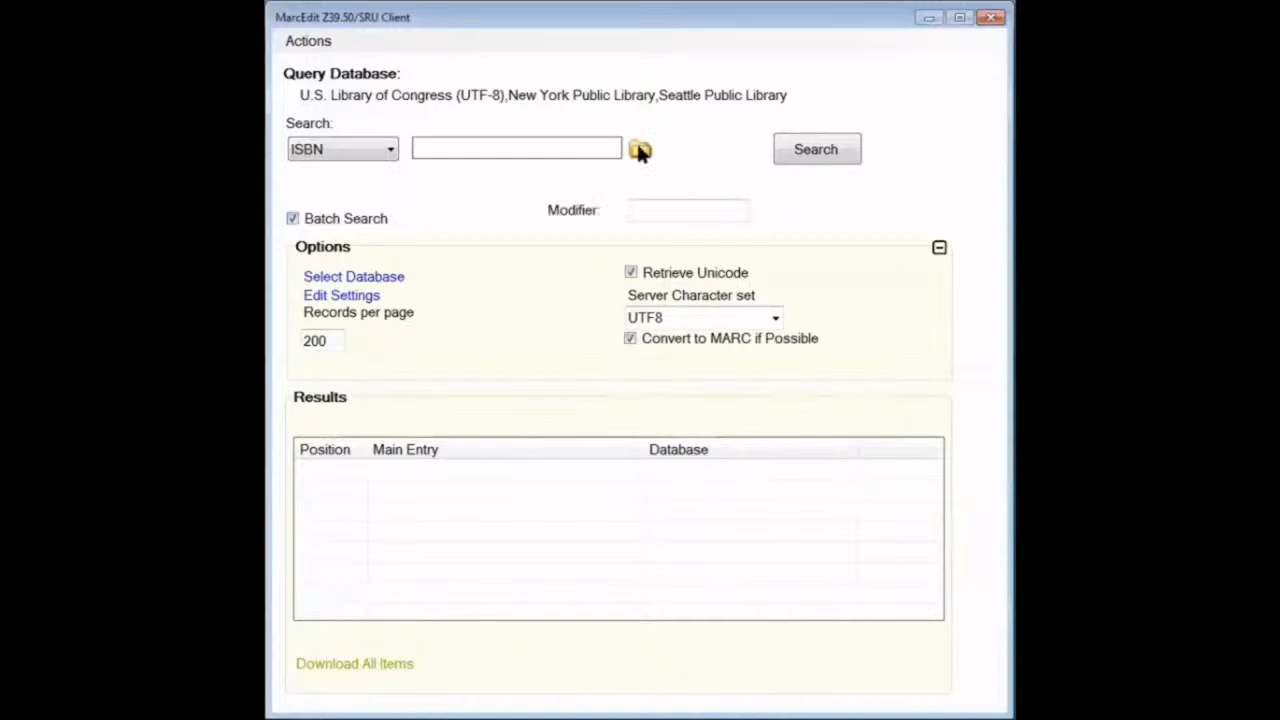 MarcEdit Z39.50/SRU Client
Actions
Query Database:
U.S. Library of Congress (UTF-8),New York Public Library,Seattle Public Library
Search:
ISBN
Search
Batch Search
Modifier:
Options
Select Database
Retrieve Unicode
Edit Settings
Server Character set
Records per page
UTF8
200
Convert to MARC if Possible
Results
Position Main Entry Database
Download All Items